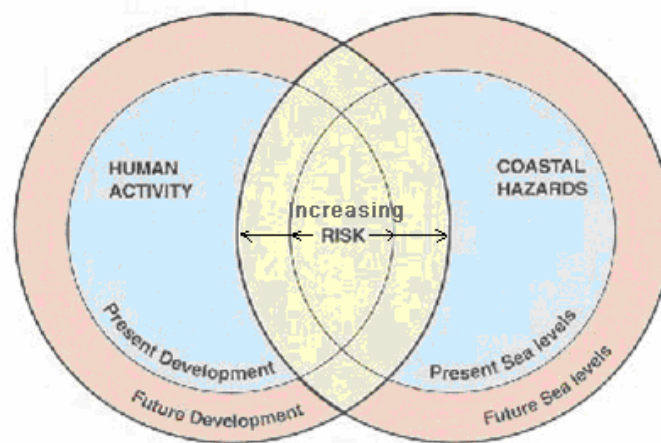 HUMAN
ACTIVITY
COASTAL
HAZARDS
Increasing
RISK
Present Development
Future Development
Present Sea levels
Future Sea levels